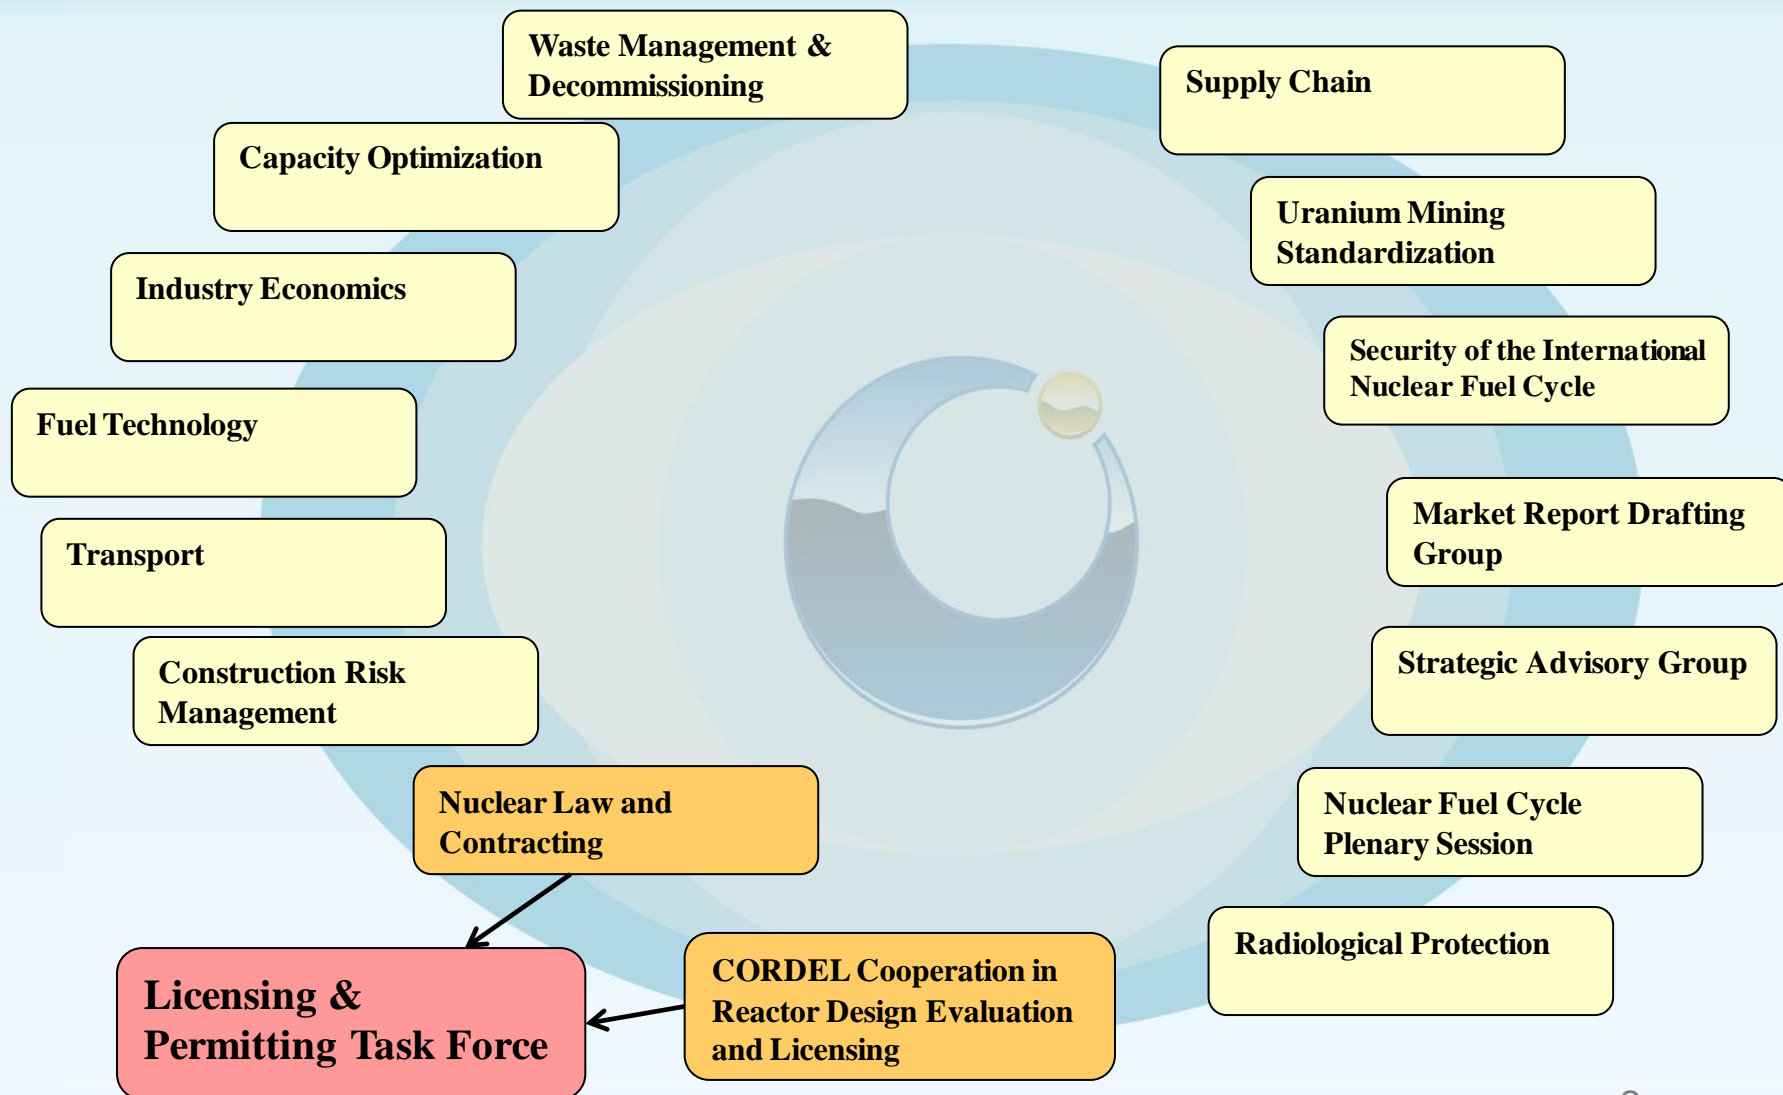 Waste Management &
Decommissioning
Supply Chain
Capacity Optimization
Uranium Mining
Standardization
Industry Economics
Security of the International
Nuclear Fuel Cycle
Fuel Technology
Market Report Drafting
Group
Transport
Construction Risk
Management
Strategic Advisory Group
Nuclear Law and
Contracting
Nuclear Fuel Cycle
Plenary Session
Radiological Protection
CORDEL Cooperation in
Reactor Design Evaluation
and Licensing
Licensing &
Permitting Task Force